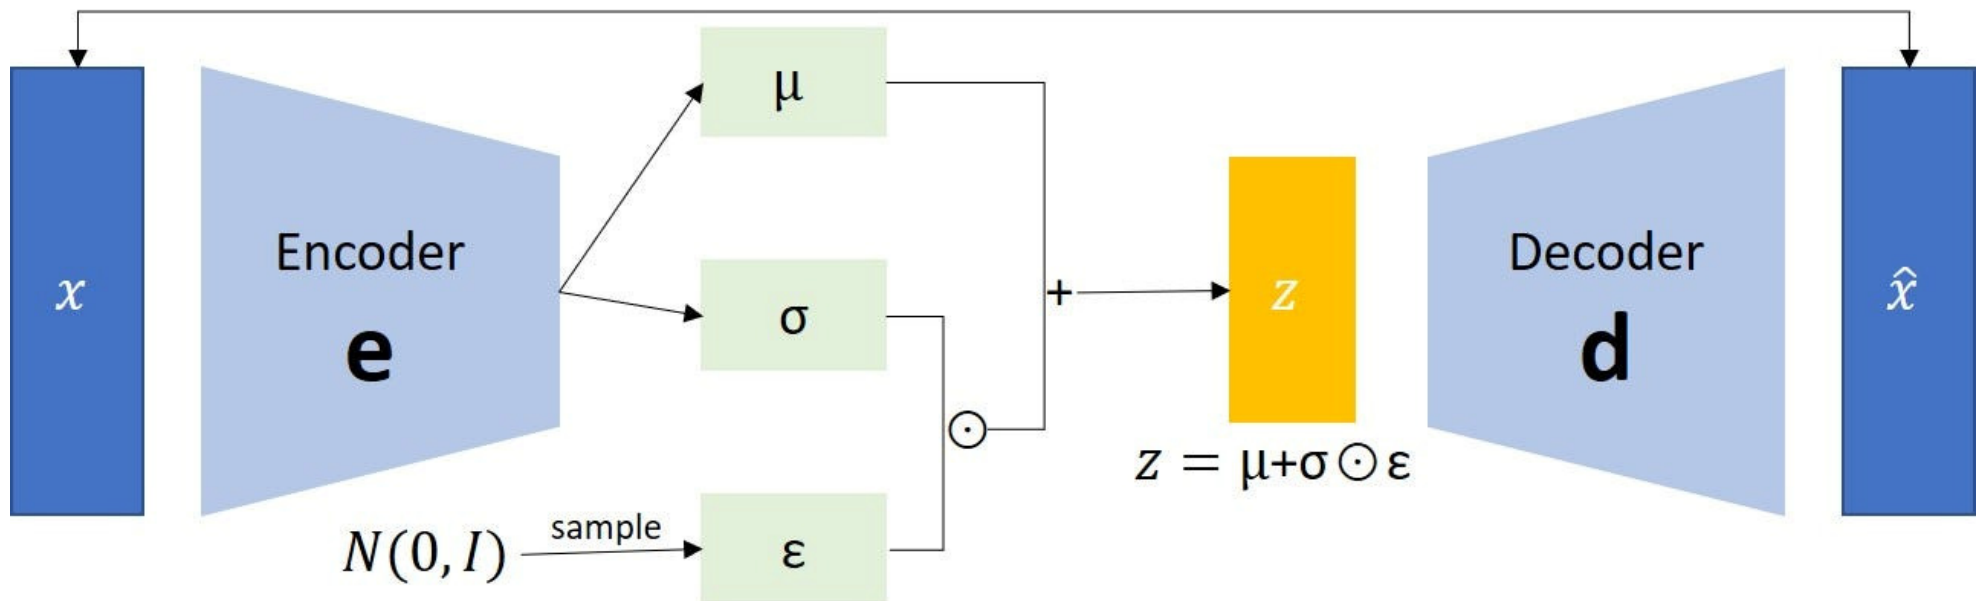 x
Encoder
e
μ
σ
N(0, I)
sample
ε
⊙
+
z
z = μ+σ⊙ε
Decoder
d
x̂